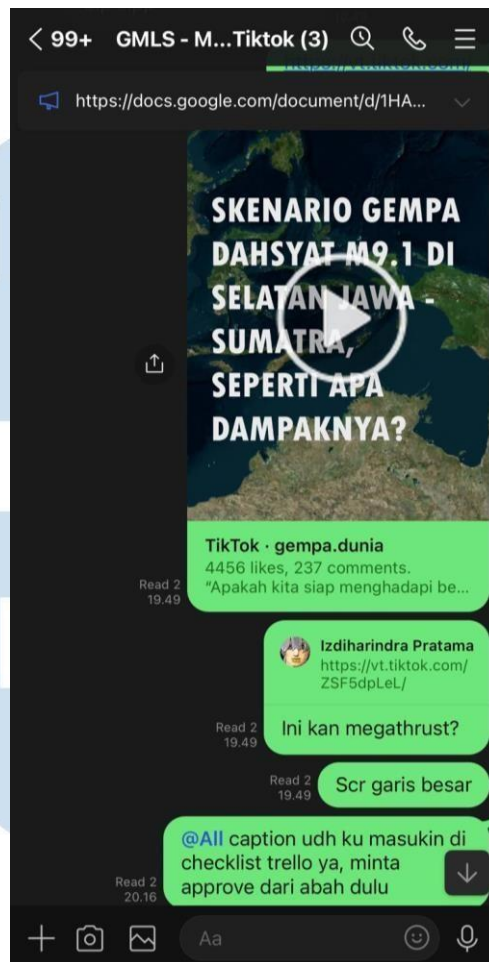 99+ GMLS - M...Tiktok (3)
https://docs.google.com/document/d/1HA...
SKENARIO GEMPA
DAHSYAT M9.1 DI
SELATAN JAWA -
SUMATRA,
SEPERTI APA
DAMPAKNYA?
TikTok · gempa.dunia
4456 likes, 237 comments.
"Apakah kita siap menghadapi be...
Read 2
19.49
Izdiharindra Pratama
https://vt.tiktok.com/
ZSF5dpLeL/
Ini kan megathrust?
Read 2
19.49
Scr garis besar
Read 2
19.49
@All caption udh ku masukin di
checklist trello ya, minta
approve dari abah dulu
Read 2
20.16
Aa